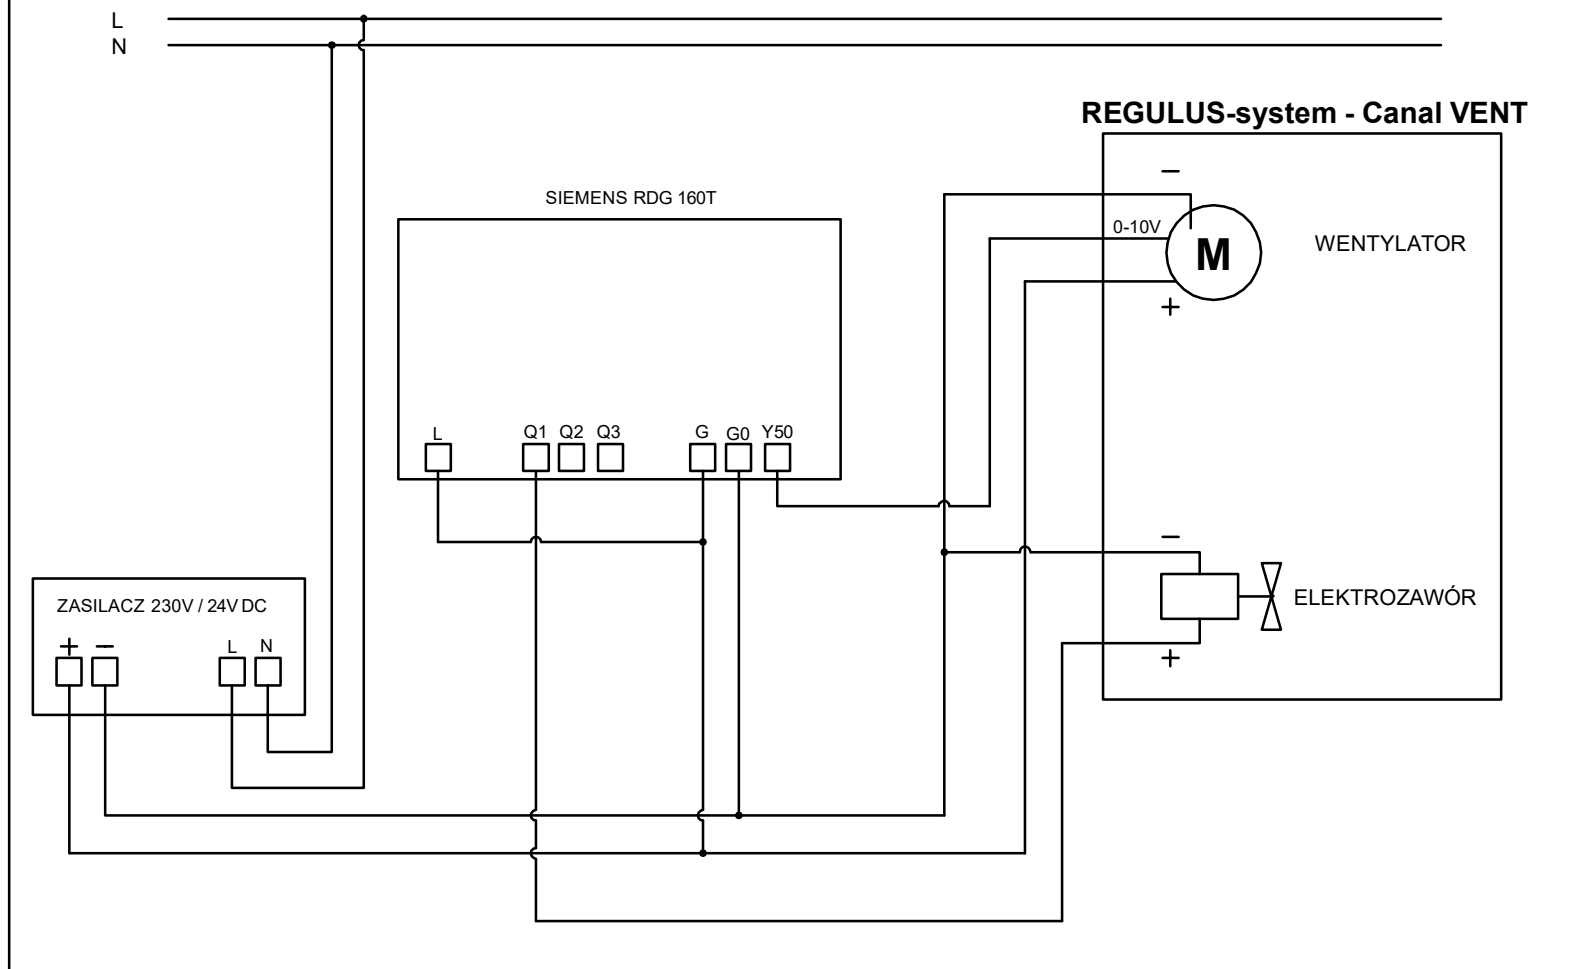 L
N
REGULUS-system - Canal VENT
SIEMENS RDG 160T
−
0-10V
M
WENTYLATOR
+
L Q1 Q2 Q3 G G0 Y50
−
ZASILACZ 230V / 24V DC
ELEKTROZAWÓR
+ − L N
+